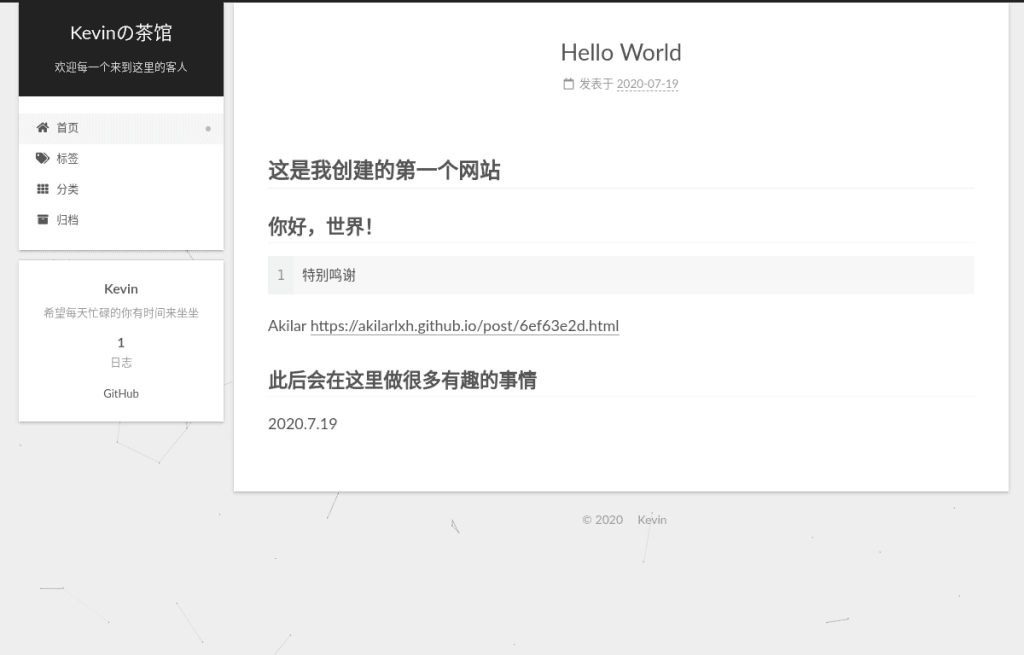 Kevinの茶馆
欢迎每一个来到这里的客人
首页
标签
分类
归档
Kevin
希望每天忙碌的你有时间来坐坐
1
日志
GitHub
Hello World
发表于 2020-07-19
这是我创建的第一个网站
你好，世界！
1 特别鸣谢
Akilar https://akilarlxh.github.io/post/6ef63e2d.html
此后会在这里做很多有趣的事情
2020.7.19
© 2020 Kevin